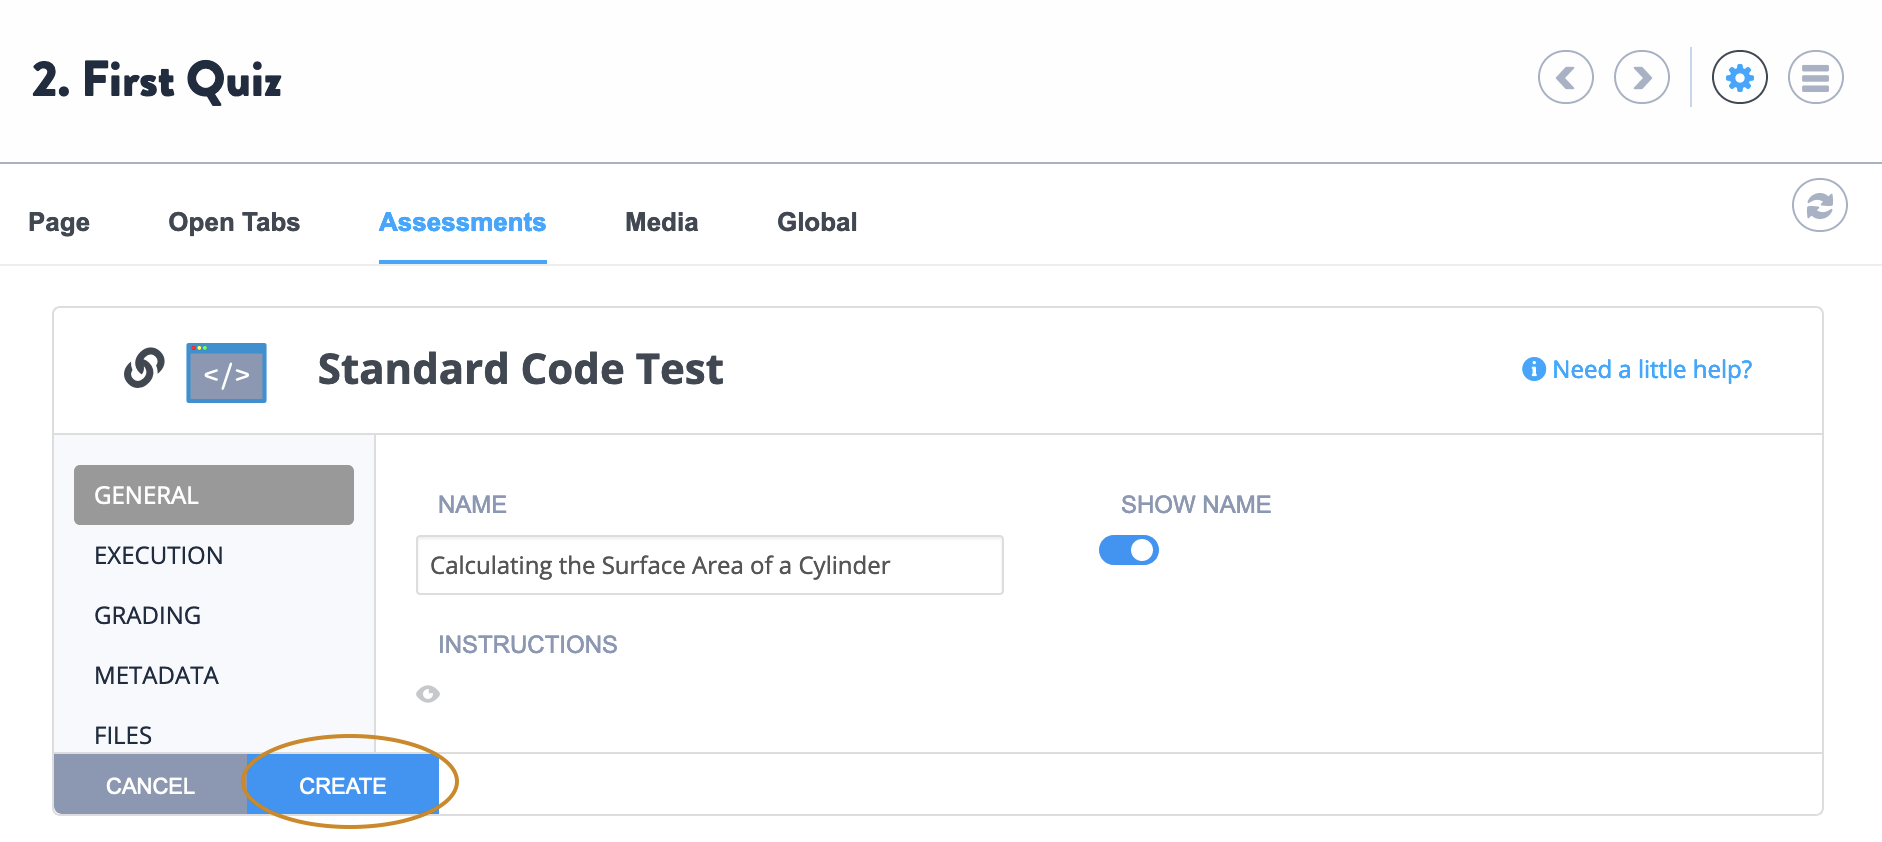 2. First Quiz
Page Open Tabs Assessments Media Global
</> Standard Code Test Need a little help?
GENERAL
EXECUTION
GRADING
METADATA
FILES
NAME SHOW NAME
Calculating the Surface Area of a Cylinder
INSTRUCTIONS
CANCEL CREATE